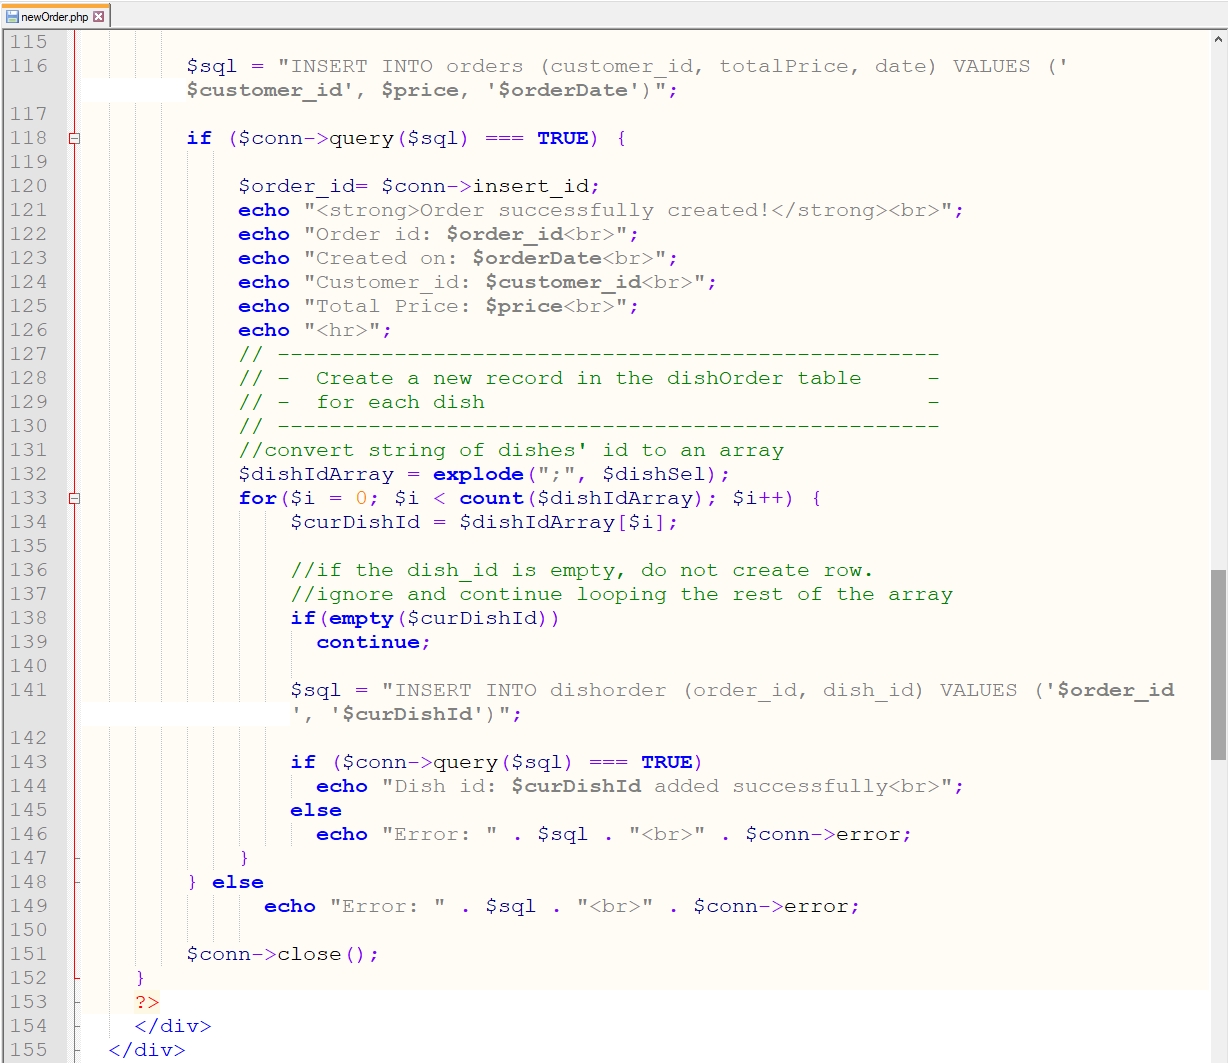 newOrder.php
115
116 $sql = "INSERT INTO orders (customer_id, totalPrice, date) VALUES ('
$customer_id', $price, '$orderDate')";
117
118 if ($conn->query($sql) === TRUE) {
119
120 $order_id= $conn->insert_id;
121 echo "<strong>Order successfully created!</strong><br>";
122 echo "Order id: $order_id<br>";
123 echo "Created on: $orderDate<br>";
124 echo "Customer_id: $customer_id<br>";
125 echo "Total Price: $price<br>";
126 echo "<hr>";
127 // ---------------------------------------------------
128 // -  Create a new record in the dishOrder table     -
129 // -  for each dish                                  -
130 // ---------------------------------------------------
131 //convert string of dishes' id to an array
132 $dishIdArray = explode(";", $dishSel);
133 for($i = 0; $i < count($dishIdArray); $i++) {
134 $curDishId = $dishIdArray[$i];
135
136 //if the dish_id is empty, do not create row.
137 //ignore and continue looping the rest of the array
138 if(empty($curDishId))
139 continue;
140
141 $sql = "INSERT INTO dishorder (order_id, dish_id) VALUES ('$order_id
', '$curDishId')";
142
143 if ($conn->query($sql) === TRUE)
144 echo "Dish id: $curDishId added successfully<br>";
145 else
146 echo "Error: " . $sql . "<br>" . $conn->error;
147 }
148 } else
149 echo "Error: " . $sql . "<br>" . $conn->error;
150
151 $conn->close();
152 }
153 ?>
154 </div>
155 </div>